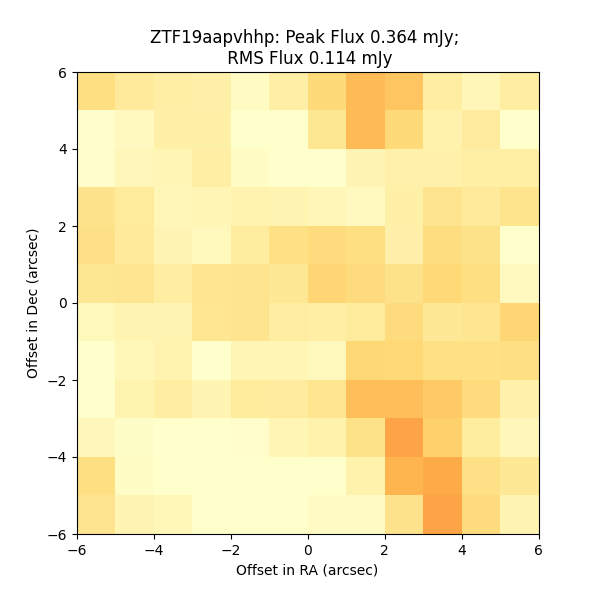 ZTF19aapvhhp: Peak Flux 0.364 mJy;
RMS Flux 0.114 mJy
6
4
2
0
−2
−4
−6
Offset in Dec (arcsec)
−6 −4 −2 0 2 4 6
Offset in RA (arcsec)